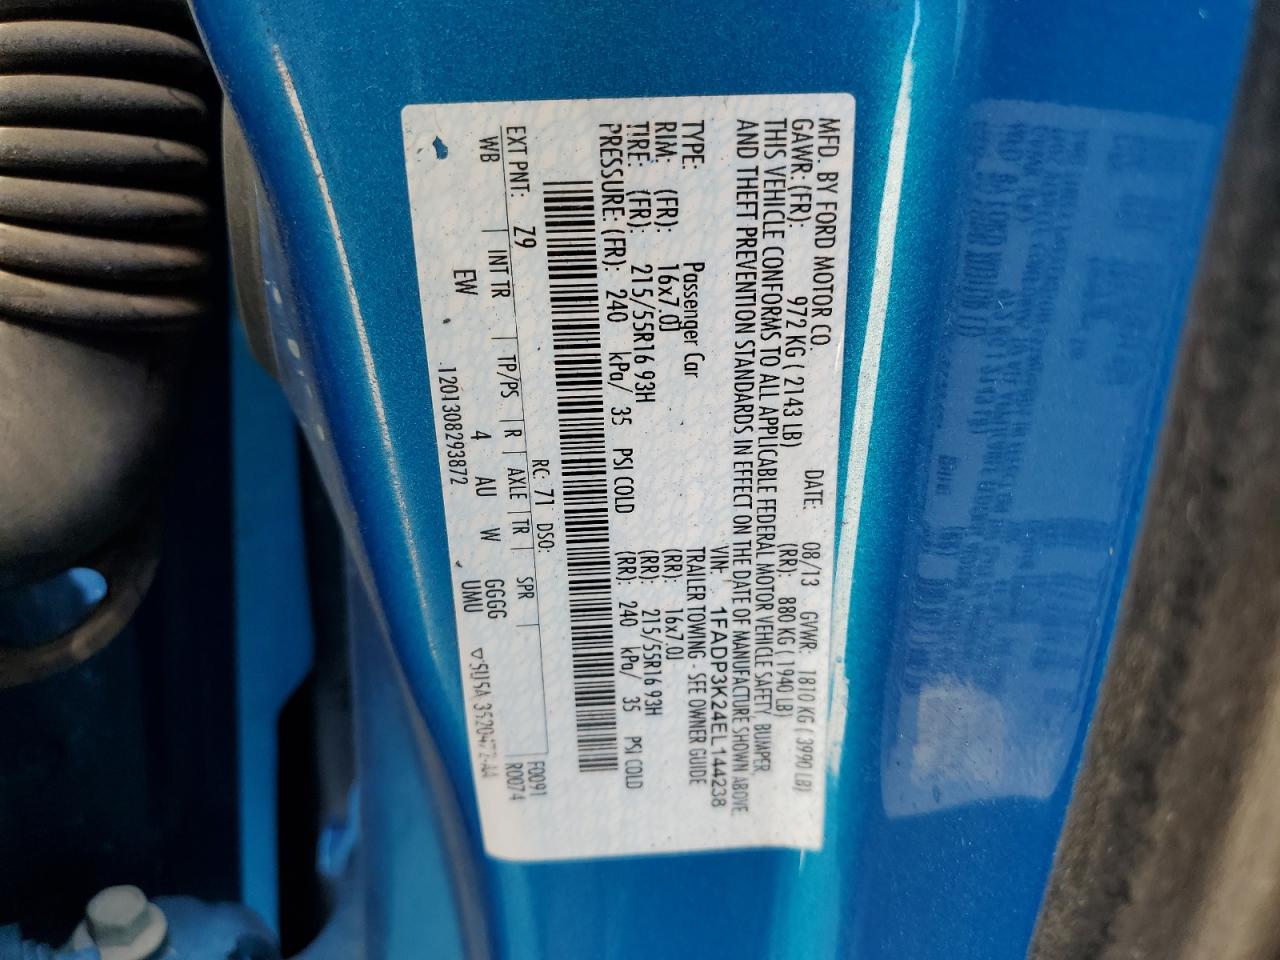 MFD. BY FORD MOTOR CO.
DATE: 08/13 GVWR: 1810 KG ( 3990 LB)
GAWR: (FR): 972 KG ( 2143 LB) (RR): 880 KG ( 1940 LB)
THIS VEHICLE CONFORMS TO ALL APPLICABLE FEDERAL MOTOR VEHICLE SAFETY, BUMPER,
AND THEFT PREVENTION STANDARDS IN EFFECT ON THE DATE OF MANUFACTURE SHOWN ABOVE.
VIN: 1FADP3K24EL144238
TYPE: Passenger Car TRAILER TOWING - SEE OWNER GUIDE
RIM: (FR): 16x7.0J (RR): 16x7.0J
TIRE: (FR): 215/55R16 93H (RR): 215/55R16 93H
PRESSURE: (FR): 240 kPa/ 35 PSI COLD (RR): 240 kPa/ 35 PSI COLD
EXT PNT: Z9 RC: 71 DSO: F0091
WB INT TR TP/PS R AXLE TR SPR R0074
EW 4 AU W GGGG
UMU
.1201308293872 ▽5U5A 3520472-AA